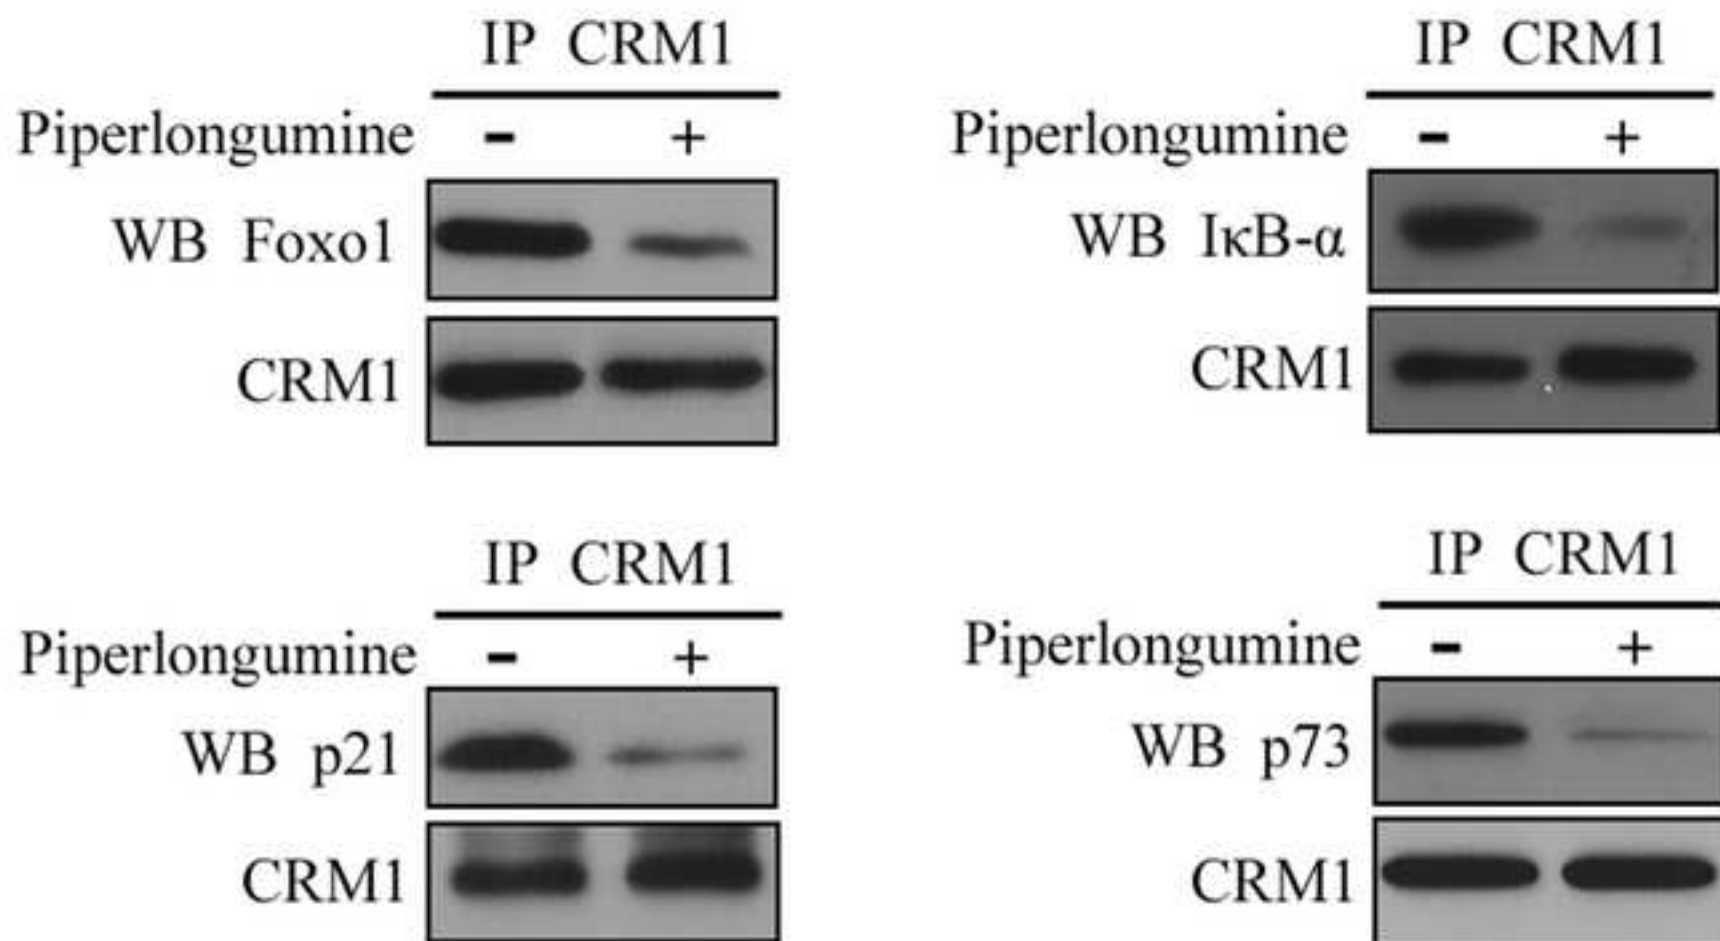 IP CRM1
Piperlongumine - +
WB Foxo1
CRM1
IP CRM1
Piperlongumine - +
WB IκB-α
CRM1
IP CRM1
Piperlongumine - +
WB p21
CRM1
IP CRM1
Piperlongumine - +
WB p73
CRM1